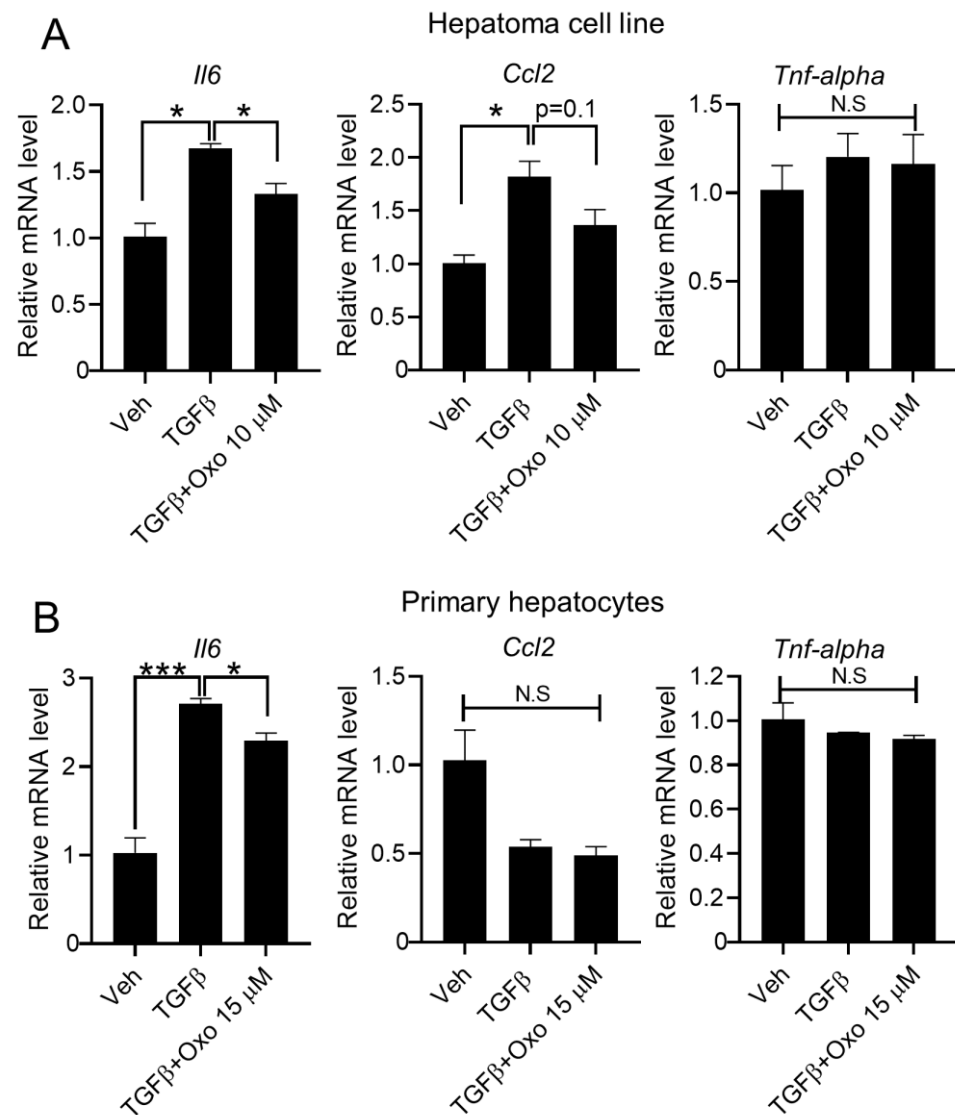 A
Hepatoma cell line
Il6
Ccl2
Tnf-alpha
Relative mRNA level
2.0
1.5
1.0
0.5
0
*
*
Veh
TGFβ
TGFβ+Oxo 10 μM
Relative mRNA level
2.5
2.0
1.5
1.0
0.5
0
*
p=0.1
Veh
TGFβ
TGFβ+Oxo 10 μM
Relative mRNA level
1.5
1.0
0.5
0
N.S
Veh
TGFβ
TGFβ+Oxo 10 μM
B
Primary hepatocytes
Il6
Ccl2
Tnf-alpha
Relative mRNA level
3
2
1
0
***
*
Veh
TGFβ
TGFβ+Oxo 15 μM
Relative mRNA level
1.5
1.0
0.5
0
N.S
Veh
TGFβ
TGFβ+Oxo 15 μM
Relative mRNA level
1.2
1.0
0.8
0.6
0.4
0.2
0
N.S
Veh
TGFβ
TGFβ+Oxo 15 μM